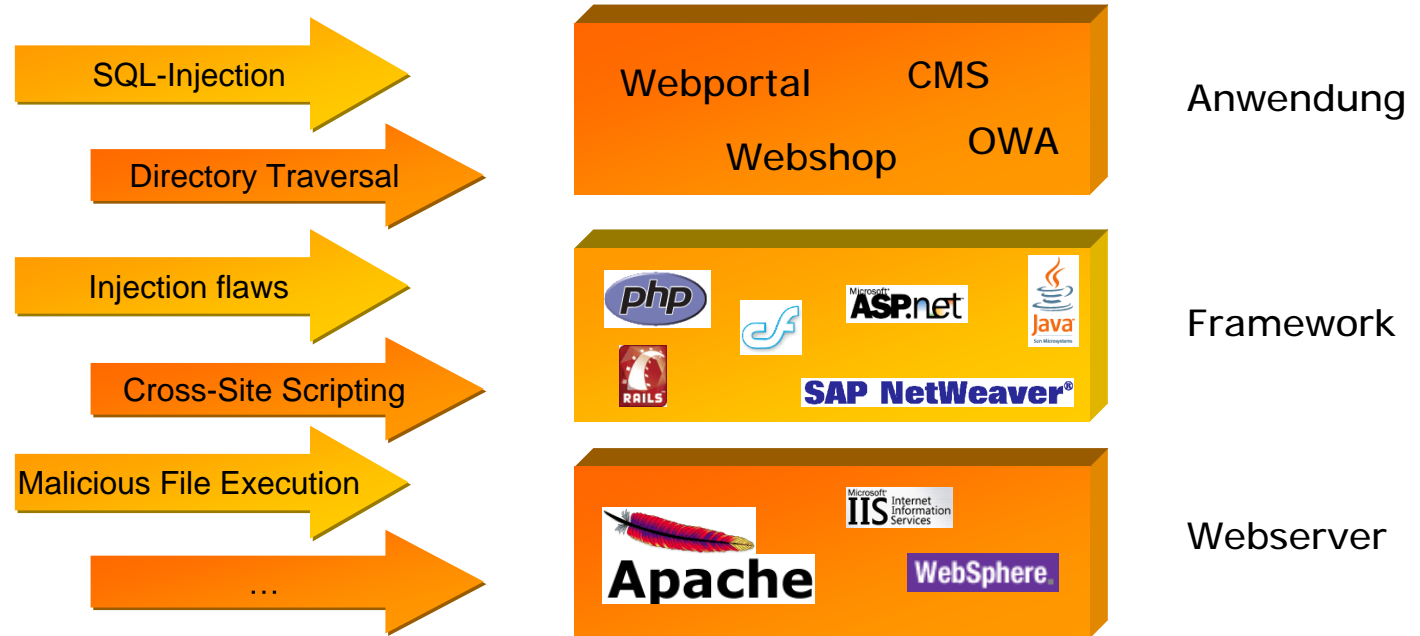 SQL-Injection
Directory Traversal
Injection flaws
Cross-Site Scripting
Malicious File Execution
…
Webportal
CMS
Webshop
OWA
Anwendung
php
cf
Microsoft®
ASP.net
Java
Sun Microsystems
RAILS
SAP NetWeaver®
Framework
Apache
Microsoft®
IIS Internet
Information
Services
WebSphere.
Webserver